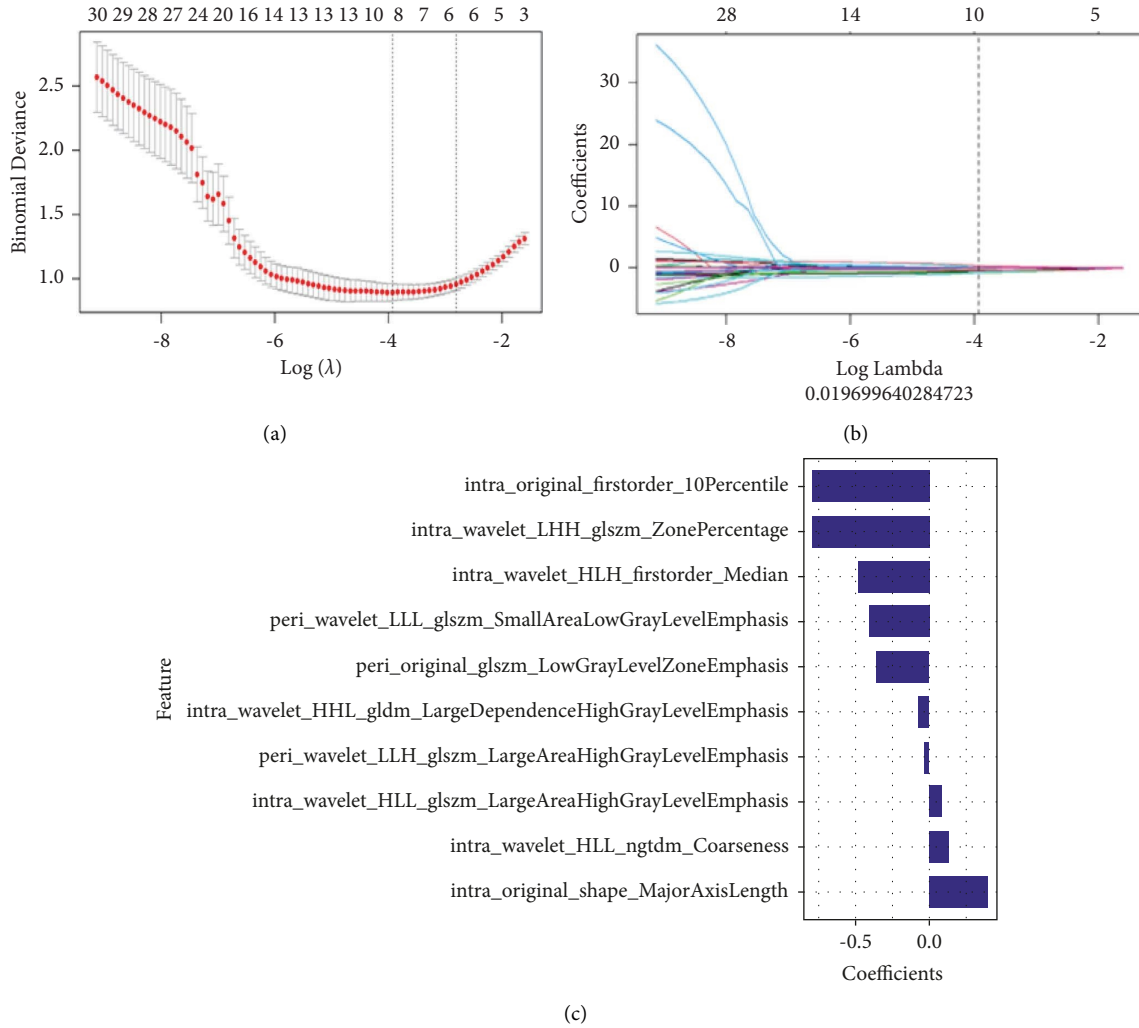 30 29 28 27 24 20 16 14 13 13 13 10 8 7 6 6 5 3
2.5
2.0
1.5
1.0
Binomial Deviance
-8 -6 -4 -2
Log (λ)
(a)
28 14 10 5
30
20
10
0
Coefficients
-8 -6 -4 -2
Log Lambda
0.019699640284723
(b)
Feature
intra_original_firstorder_10Percentile
intra_wavelet_LHH_glszm_ZonePercentage
intra_wavelet_HLH_firstorder_Median
peri_wavelet_LLL_glszm_SmallAreaLowGrayLevelEmphasis
peri_original_glszm_LowGrayLevelZoneEmphasis
intra_wavelet_HHL_gldm_LargeDependenceHighGrayLevelEmphasis
peri_wavelet_LLH_glszm_LargeAreaHighGrayLevelEmphasis
intra_wavelet_HLL_glszm_LargeAreaHighGrayLevelEmphasis
intra_wavelet_HLL_ngtdm_Coarseness
intra_original_shape_MajorAxisLength
-0.5 0.0
Coefficients
(c)